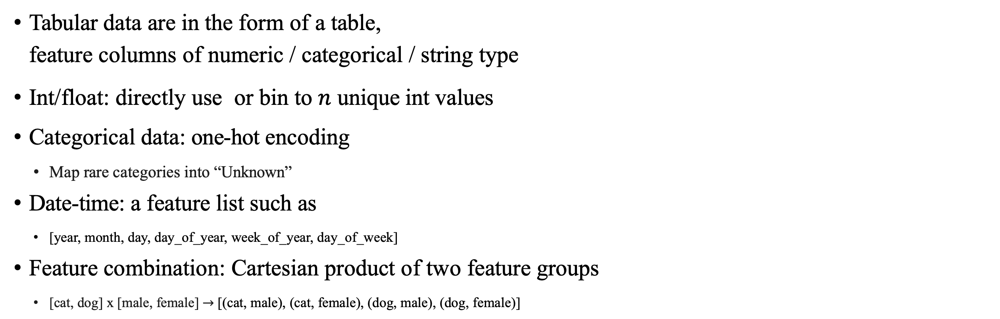 • Tabular data are in the form of a table,
feature columns of numeric / categorical / string type
• Int/float: directly use  or bin to n unique int values
• Categorical data: one-hot encoding
• Map rare categories into “Unknown”
• Date-time: a feature list such as
• [year, month, day, day_of_year, week_of_year, day_of_week]
• Feature combination: Cartesian product of two feature groups
• [cat, dog] x [male, female] → [(cat, male), (cat, female), (dog, male), (dog, female)]